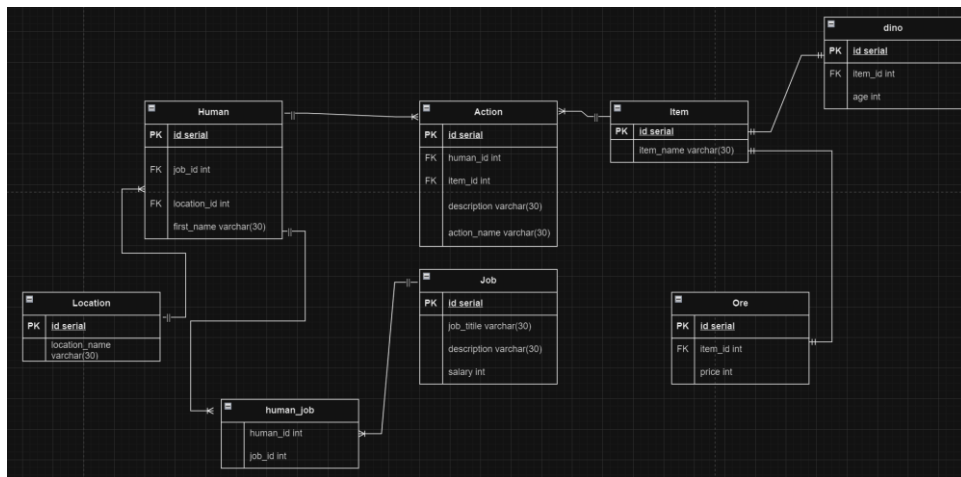 dino
PK id serial
FK item_id int
age int
Human
PK id serial
FK job_id int
FK location_id int
first_name varchar(30)
Action
PK id serial
FK human_id int
FK item_id int
description varchar(30)
action_name varchar(30)
Item
PK id serial
item_name varchar(30)
Location
PK id serial
location_name
varchar(30)
Job
PK id serial
job_titile varchar(30)
description varchar(30)
salary int
Ore
PK id serial
FK item_id int
price int
human_job
human_id int
job_id int